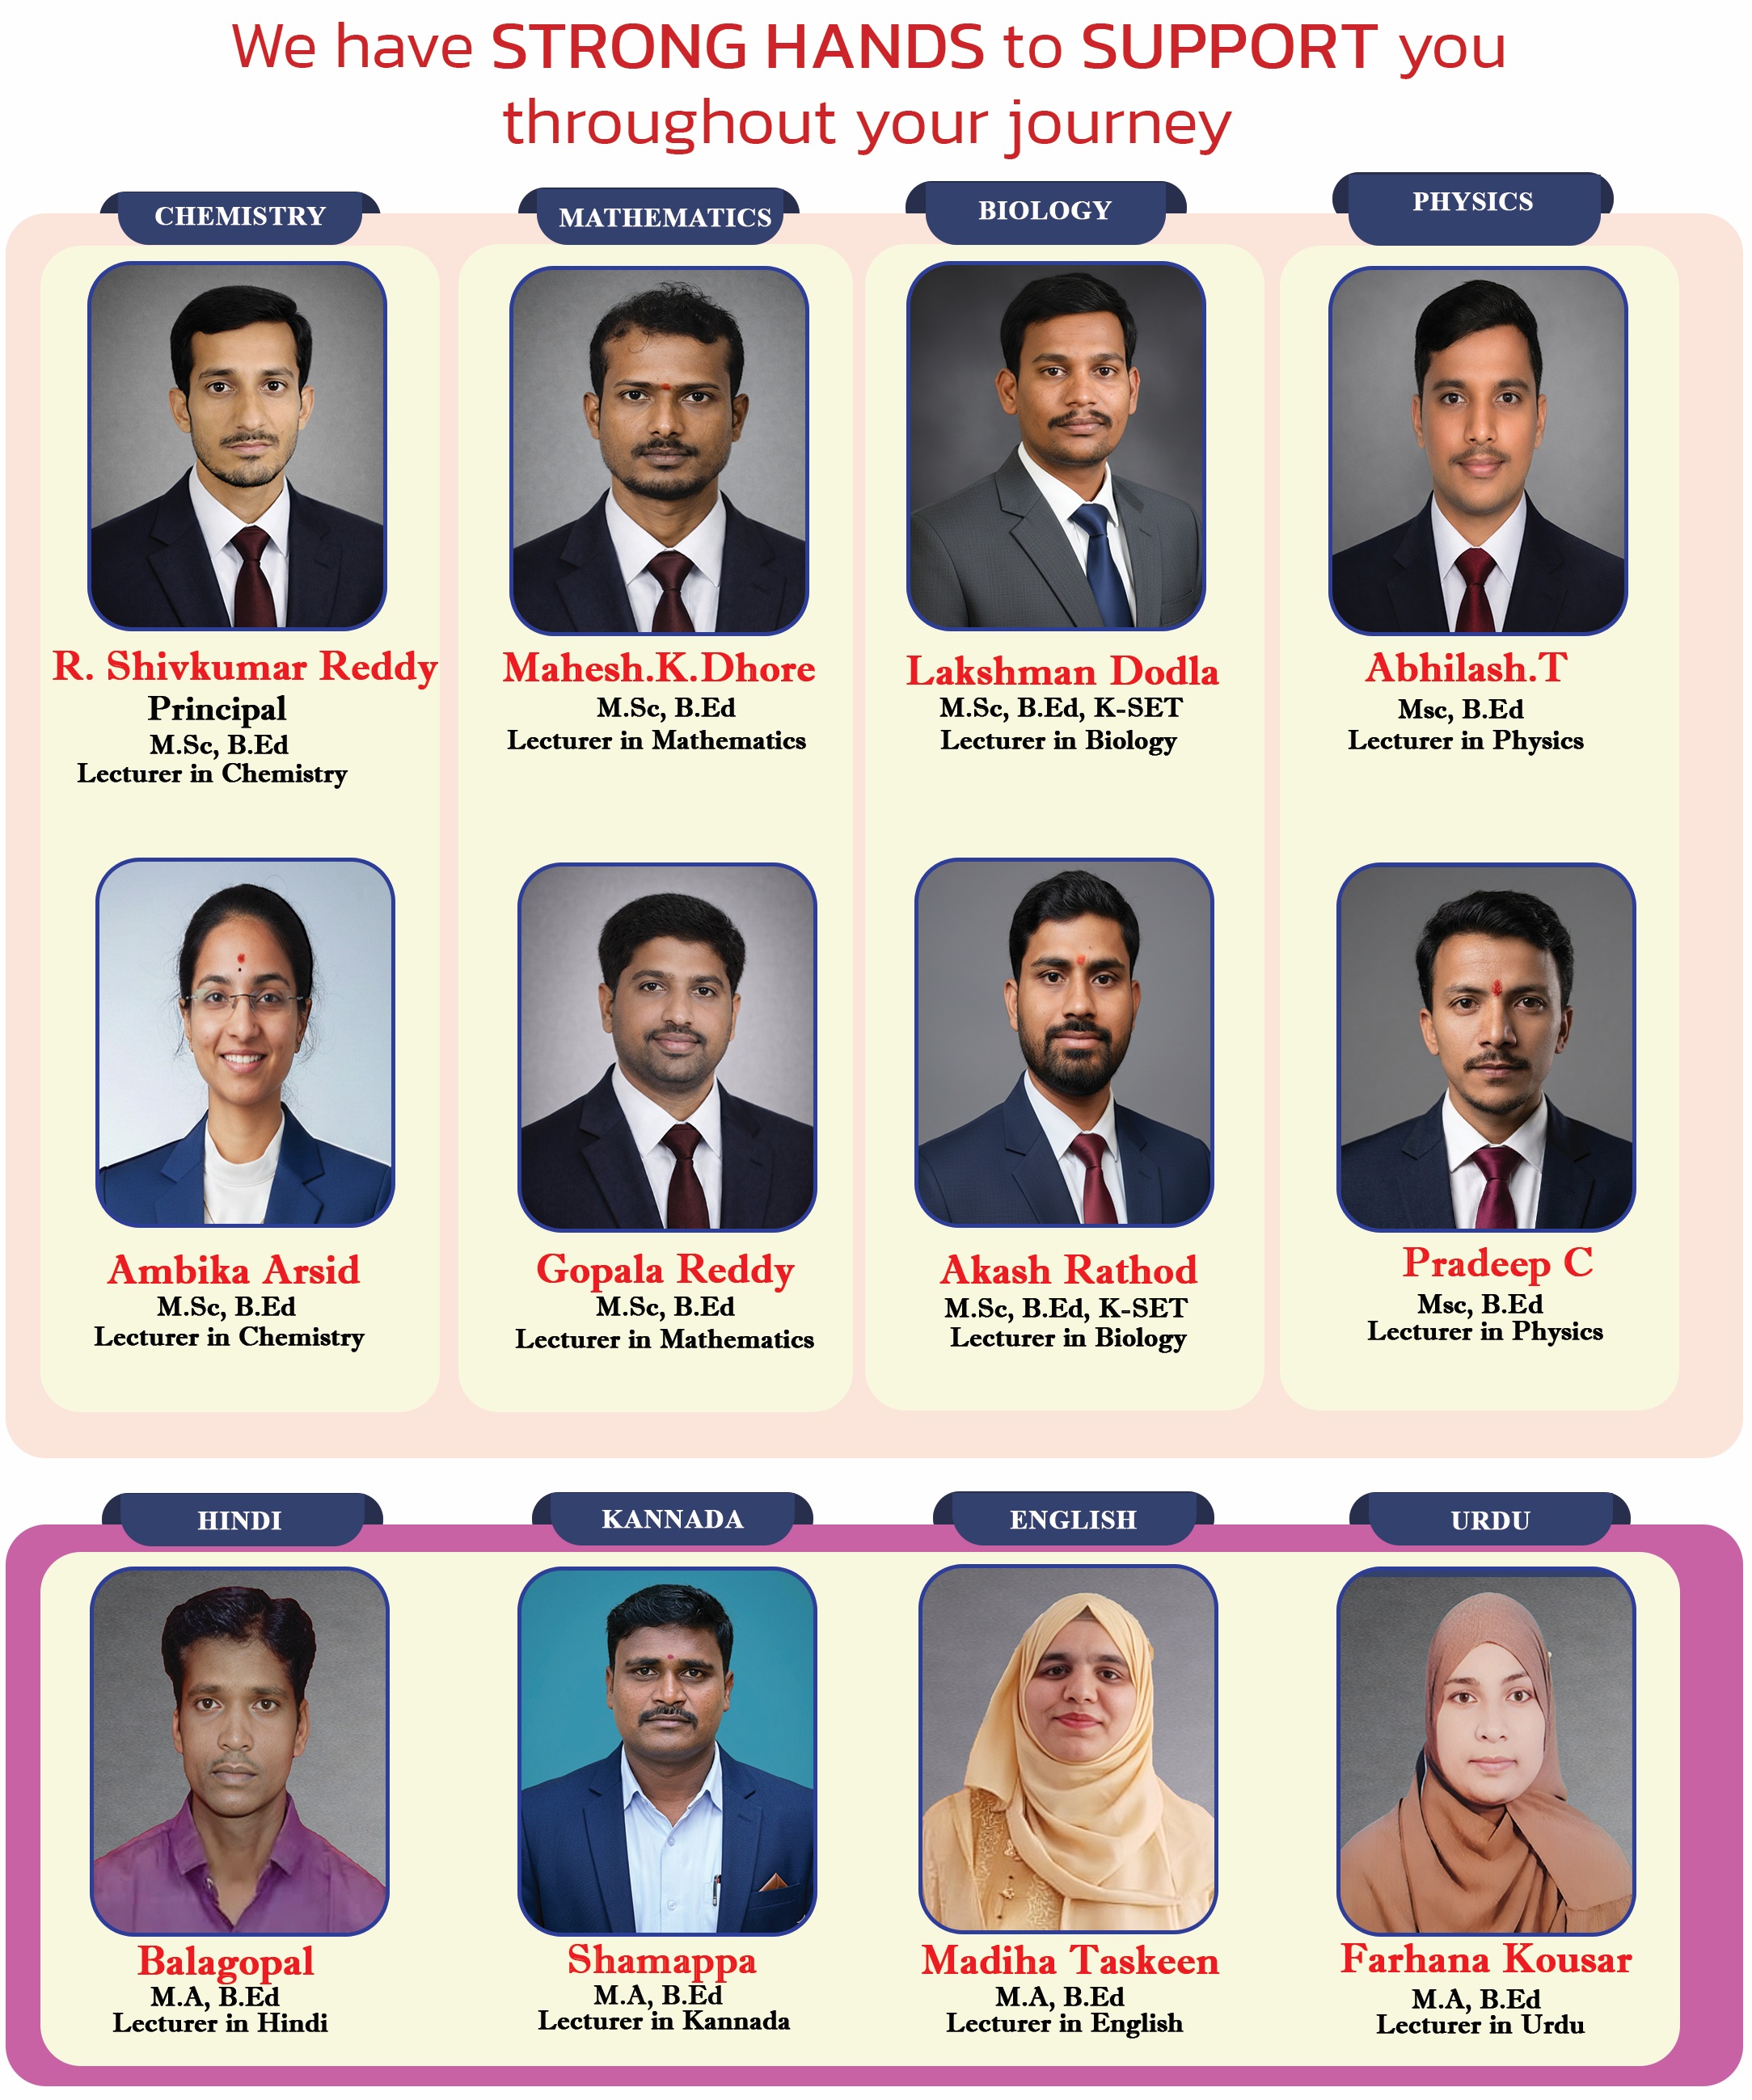 We have STRONG HANDS to SUPPORT you
throughout your journey
CHEMISTRY
MATHEMATICS
BIOLOGY
PHYSICS
R. Shivkumar Reddy
Principal
M.Sc, B.Ed
Lecturer in Chemistry
Mahesh.K.Dhore
M.Sc, B.Ed
Lecturer in Mathematics
Lakshman Dodla
M.Sc, B.Ed, K-SET
Lecturer in Biology
Abhilash.T
Msc, B.Ed
Lecturer in Physics
Ambika Arsid
M.Sc, B.Ed
Lecturer in Chemistry
Gopala Reddy
M.Sc, B.Ed
Lecturer in Mathematics
Akash Rathod
M.Sc, B.Ed, K-SET
Lecturer in Biology
Pradeep C
Msc, B.Ed
Lecturer in Physics
HINDI
KANNADA
ENGLISH
URDU
Balagopal
M.A, B.Ed
Lecturer in Hindi
Shamappa
M.A, B.Ed
Lecturer in Kannada
Madiha Taskeen
M.A, B.Ed
Lecturer in English
Farhana Kousar
M.A, B.Ed
Lecturer in Urdu